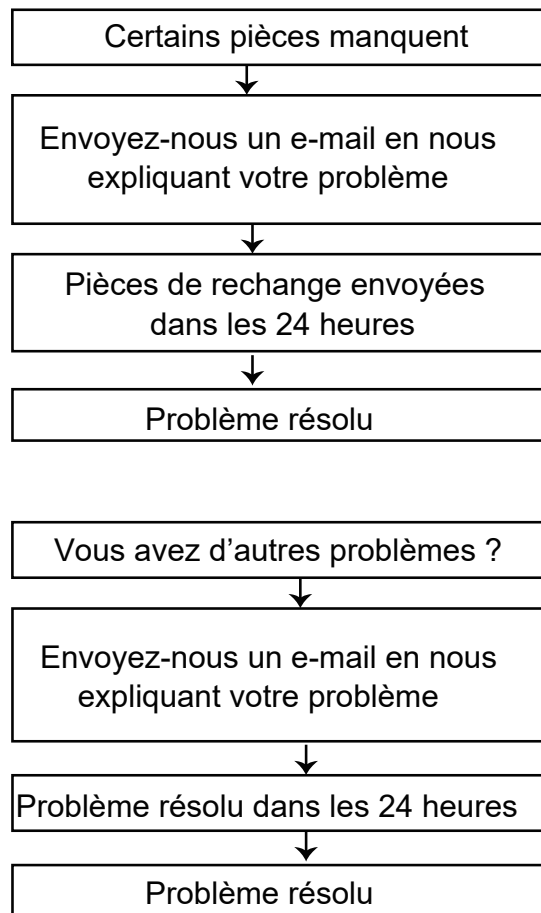 Certains pièces manquent
Envoyez-nous un e-mail en nous
expliquant votre problème
Pièces de rechange envoyées
dans les 24 heures
Problème résolu
Vous avez d’autres problèmes ?
Envoyez-nous un e-mail en nous
expliquant votre problème
Problème résolu dans les 24 heures
Problème résolu